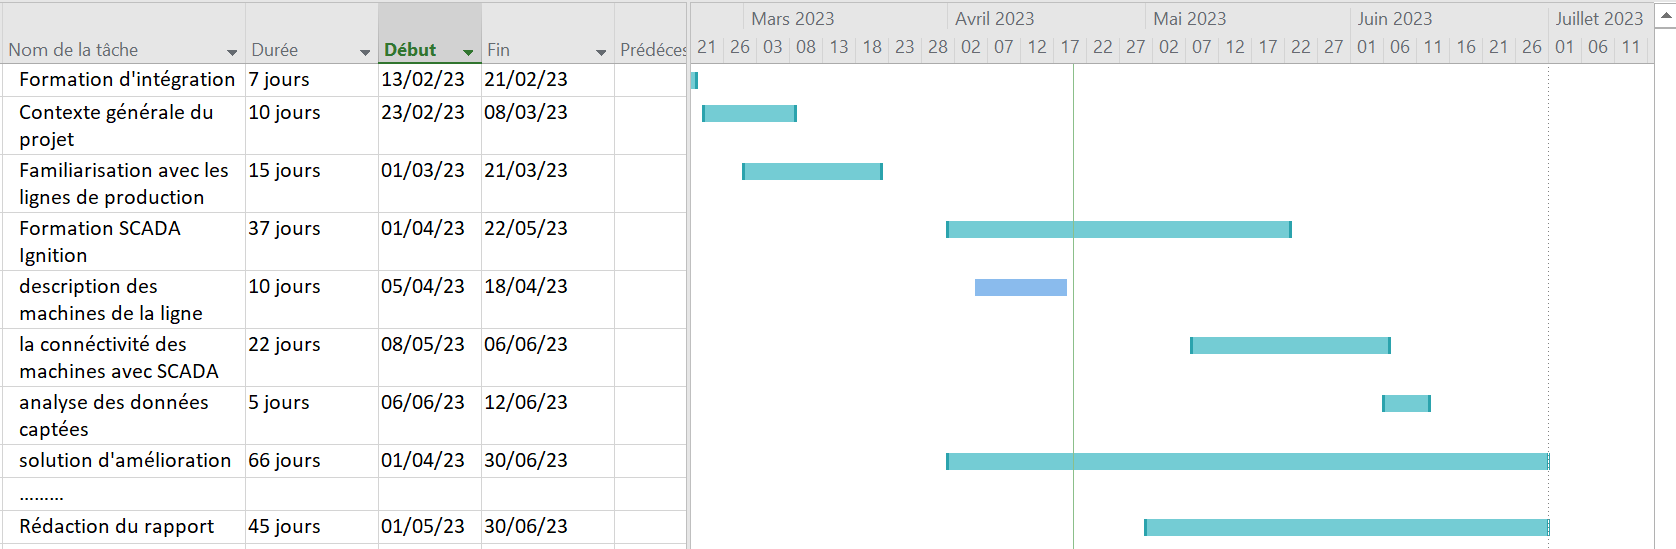 Mars 2023 Avril 2023 Mai 2023 Juin 2023 Juillet 2023
Nom de la tâche Durée Début Fin Prédéces 21 26 03 08 13 18 23 28 02 07 12 17 22 27 02 07 12 17 22 27 01 06 11 16 21 26 01 06 11
Formation d'intégration 7 jours 13/02/23 21/02/23
Contexte générale du 10 jours 23/02/23 08/03/23
projet
Familiarisation avec les 15 jours 01/03/23 21/03/23
lignes de production
Formation SCADA 37 jours 01/04/23 22/05/23
Ignition
description des 10 jours 05/04/23 18/04/23
machines de la ligne
la connéctivité des 22 jours 08/05/23 06/06/23
machines avec SCADA
analyse des données 5 jours 06/06/23 12/06/23
captées
solution d'amélioration 66 jours 01/04/23 30/06/23
.........
Rédaction du rapport 45 jours 01/05/23 30/06/23